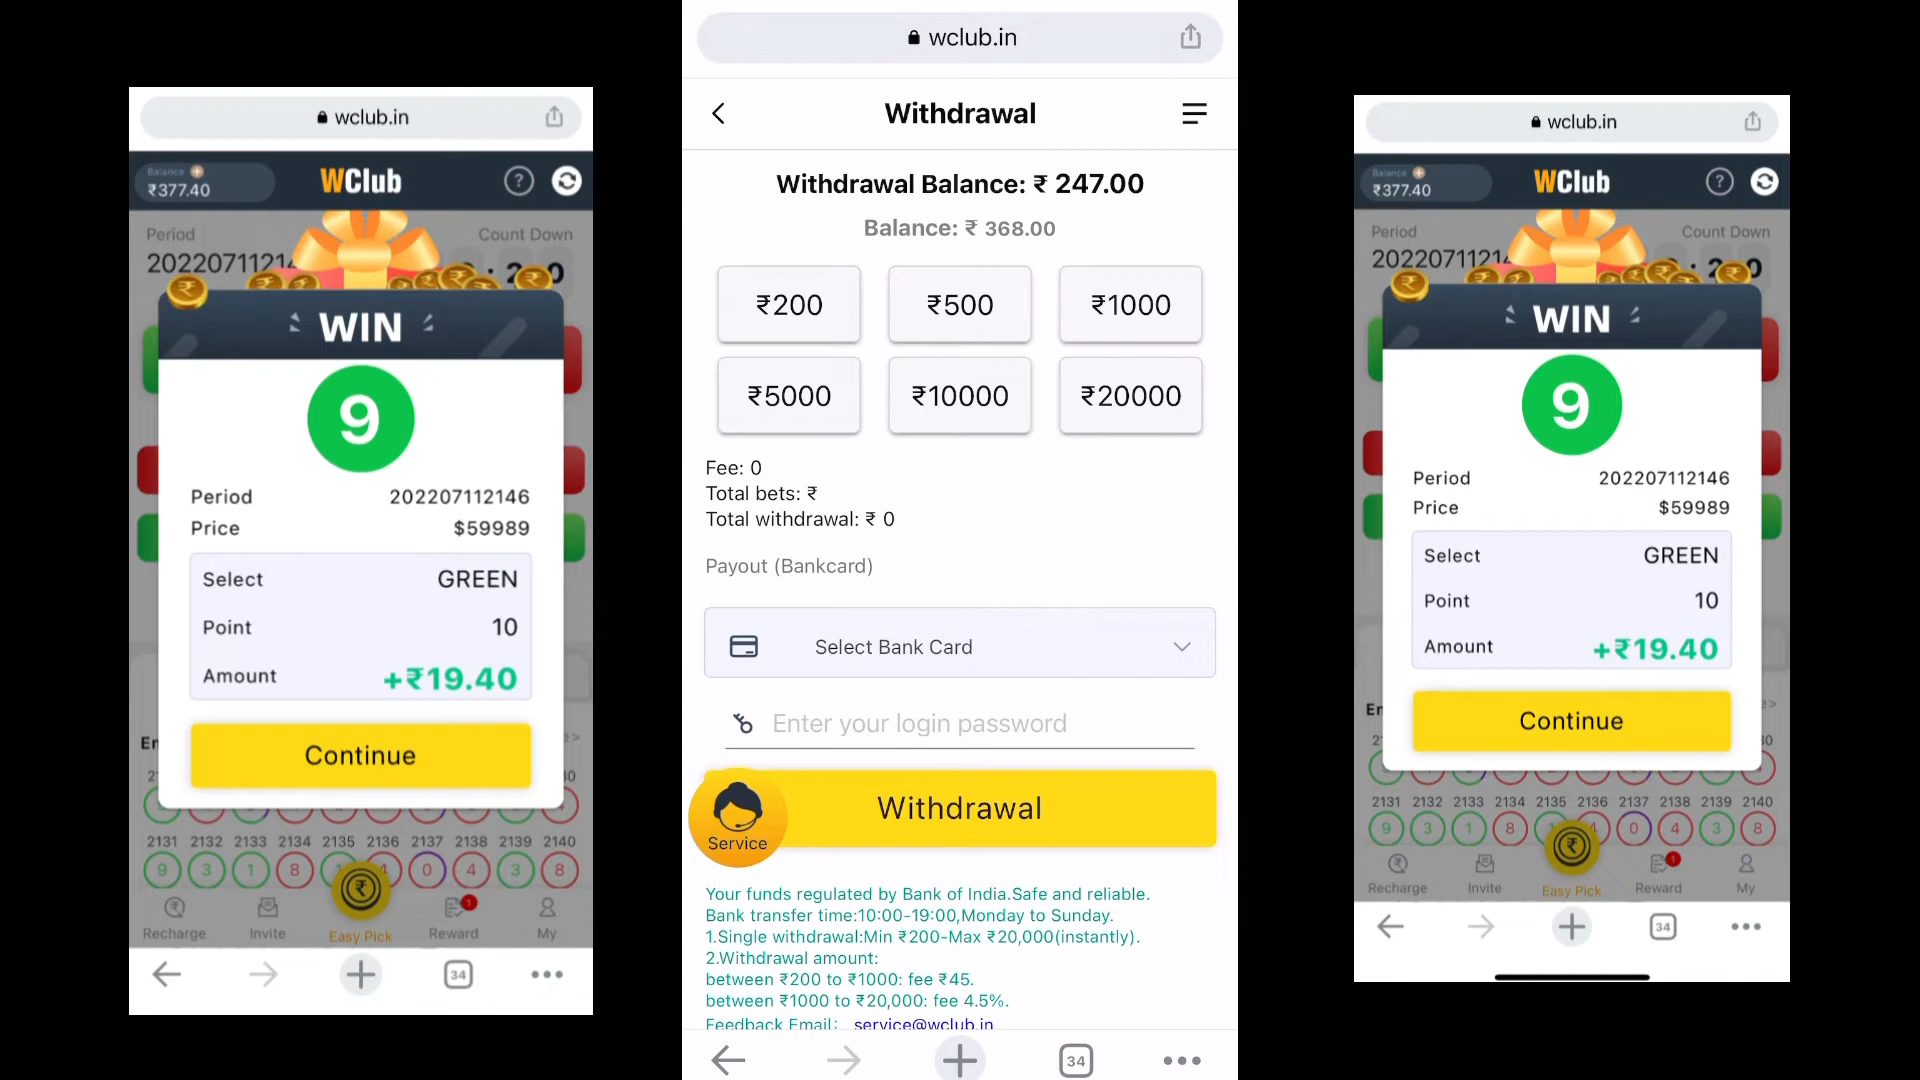 wclub.in
Balance
₹377.40
WClub
?
Period
Count Down
20220711214
WIN
9
Period 202207112146
Price $59989
Select GREEN
Point 10
Amount +₹19.40
Continue
2131 2132 2133 2134 2135 2136 2137 2138 2139 2140
9 3 1 8 0 4 3 8
Recharge Invite Easy Pick Reward My
1
34
wclub.in
Withdrawal
Withdrawal Balance: ₹ 247.00
Balance: ₹ 368.00
₹200 ₹500 ₹1000
₹5000 ₹10000 ₹20000
Fee: 0
Total bets: ₹
Total withdrawal: ₹ 0
Payout (Bankcard)
Select Bank Card
Enter your login password
Withdrawal
Service
Your funds regulated by Bank of India.Safe and reliable.
Bank transfer time:10:00-19:00,Monday to Sunday.
1.Single withdrawal:Min ₹200-Max ₹20,000(instantly).
2.Withdrawal amount:
between ₹200 to ₹1000: fee ₹45.
between ₹1000 to ₹20,000: fee 4.5%.
Feedback Email: service@wclub.in
34
wclub.in
Balance
₹377.40
WClub
?
Period
Count Down
20220711214
WIN
9
Period 202207112146
Price $59989
Select GREEN
Point 10
Amount +₹19.40
Continue
2131 2132 2133 2134 2135 2136 2137 2138 2139 2140
9 3 1 8 0 4 3 8
Recharge Invite Easy Pick Reward My
1
34